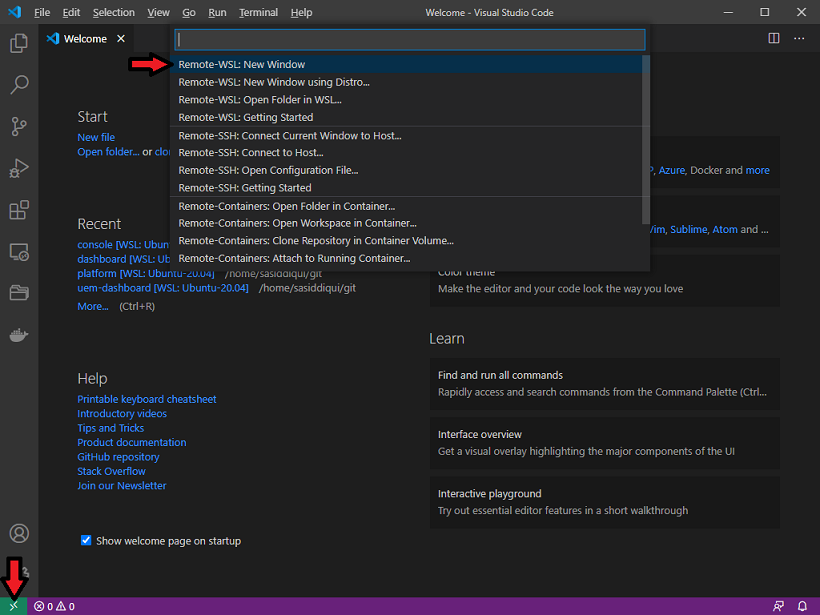 File Edit Selection View Go Run Terminal Help Welcome - Visual Studio Code
Welcome
Remote-WSL: New Window
Remote-WSL: New Window using Distro...
Remote-WSL: Open Folder in WSL...
Remote-WSL: Getting Started
Remote-SSH: Connect Current Window to Host...
Remote-SSH: Connect to Host...
Remote-SSH: Open Configuration File...
Remote-SSH: Getting Started
Remote-Containers: Open Folder in Container...
Remote-Containers: Open Workspace in Container...
Remote-Containers: Clone Repository in Container Volume...
Remote-Containers: Attach to Running Container...
Start
New file
Open folder... or
Recent
console [WSL:
dashboard [WSL:
platform [WSL: Ubuntu-20.04] /home/sasiddiqui/git
uem-dashboard [WSL: Ubuntu-20.04] /home/sasiddiqui/git
More... (Ctrl+R)
Help
Printable keyboard cheatsheet
Introductory videos
Tips and Tricks
Product documentation
GitHub repository
Stack Overflow
Join our Newsletter
Show welcome page on startup
, Azure, Docker and more
Vim, Sublime, Atom and ...
Color theme
Make the editor and your code look the way you love
Learn
Find and run all commands
Rapidly access and search commands from the Command Palette (Ctrl...
Interface overview
Get a visual overlay highlighting the major components of the UI
Interactive playground
Try out essential editor features in a short walkthrough
0 0